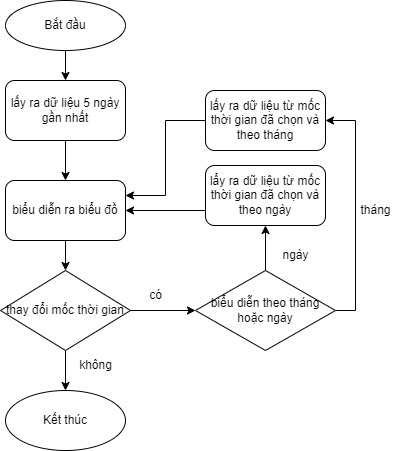 Bắt đầu
lấy ra dữ liệu 5 ngày
gần nhất
lấy ra dữ liệu từ mốc
thời gian đã chọn và
theo tháng
biểu diễn ra biểu đồ
lẩy ra dữ liệu từ mốc
thời gian đã chọn và
theo ngày
tháng
ngày
thay đổi mốc thời gian
có
biểu diễn theo tháng
hoặc ngày
không
Kết thúc